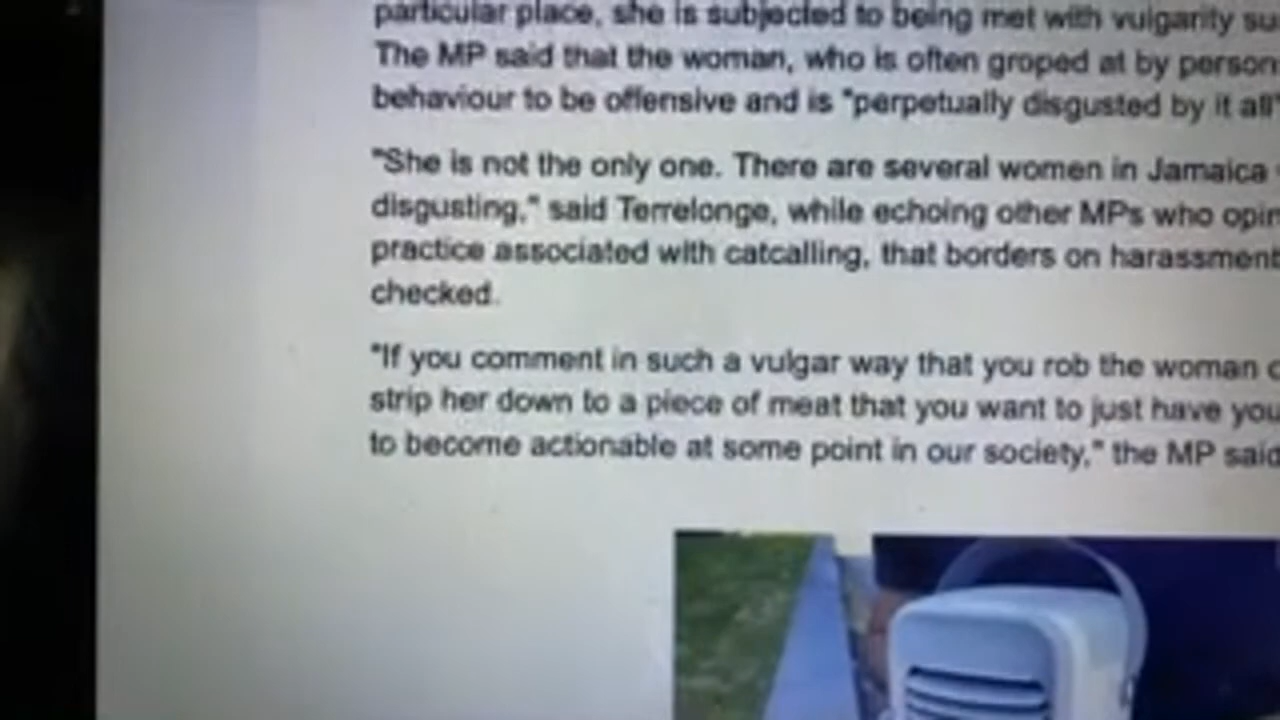 particular place, she is subjected to being met with vulgarity
The MP said that the woman, who is often groped at by person
behaviour to be offensive and is "perpetually disgusted by it all"
"She is not the only one. There are several women in Jamaica
disgusting," said Terrelonge, while echoing other MPs who
practice associated with catcalling, that borders on harassment
checked.
"If you comment in such a vulgar way that you rob the woman
strip her down to a piece of meat that you want to just have
to become actionable at some point in our society," the MP said